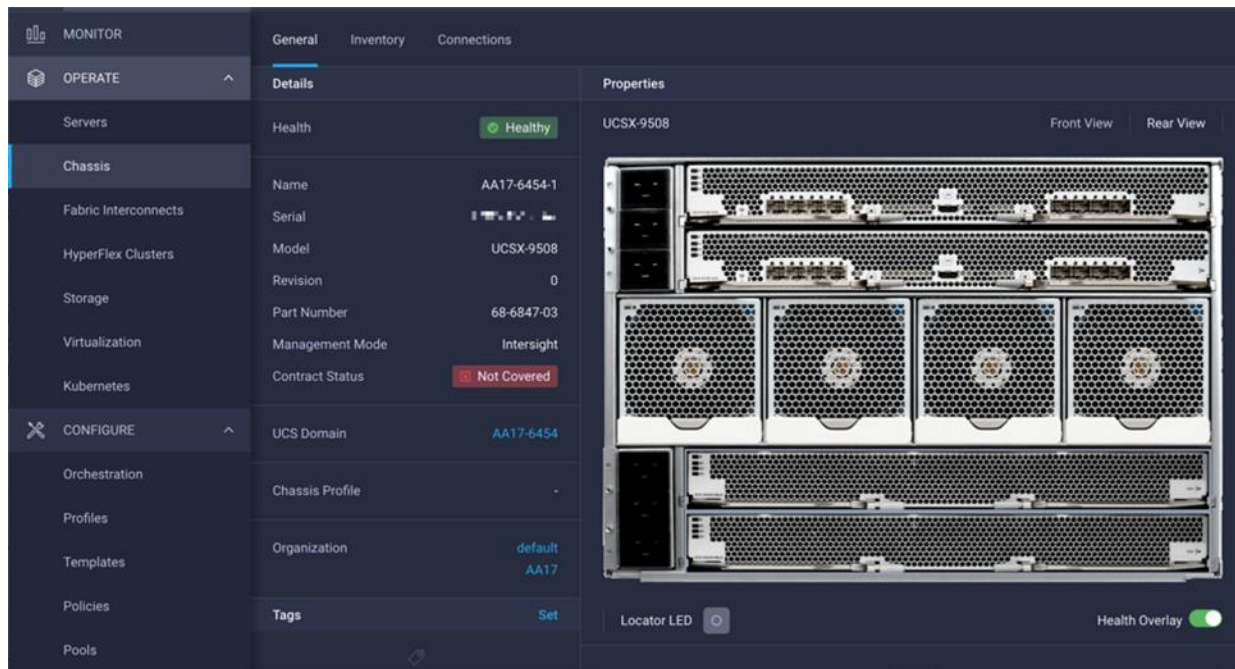 MONITOR
OPERATE
Servers
Chassis
Fabric Interconnects
HyperFlex Clusters
Storage
Virtualization
Kubernetes
CONFIGURE
Orchestration
Profiles
Templates
Policies
Pools
General Inventory Connections
Details
Health Healthy
Name AA17-6454-1
Serial
Model UCSX-9508
Revision 0
Part Number 68-6847-03
Management Mode Intersight
Contract Status Not Covered
UCS Domain AA17-6454
Chassis Profile -
Organization default
AA17
Tags Set
Properties
UCSX-9508 Front View Rear View
Locator LED Health Overlay